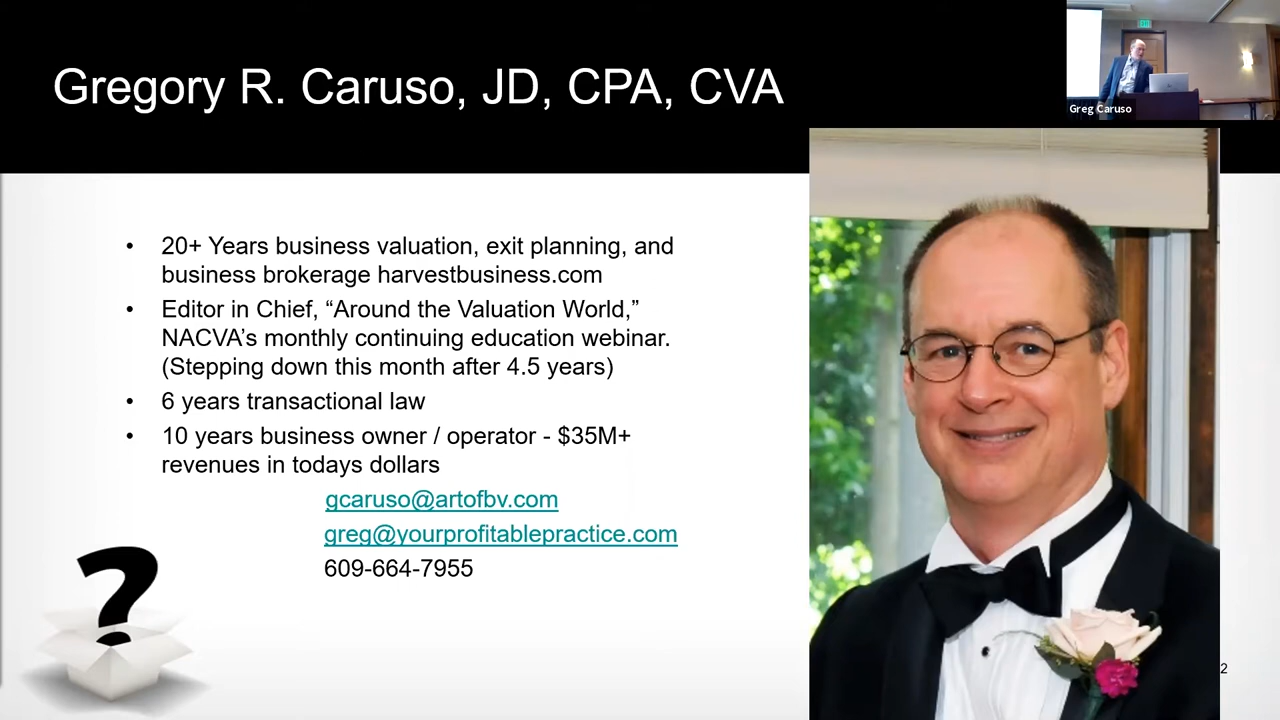 Gregory R. Caruso, JD, CPA, CVA
Greg Caruso
• 20+ Years business valuation, exit planning, and
business brokerage harvestbusiness.com
• Editor in Chief, “Around the Valuation World,”
NACVA’s monthly continuing education webinar.
(Stepping down this month after 4.5 years)
• 6 years transactional law
• 10 years business owner / operator - $35M+
revenues in todays dollars
gcaruso@artofbv.com
greg@yourprofitablepractice.com
609-664-7955
?
2